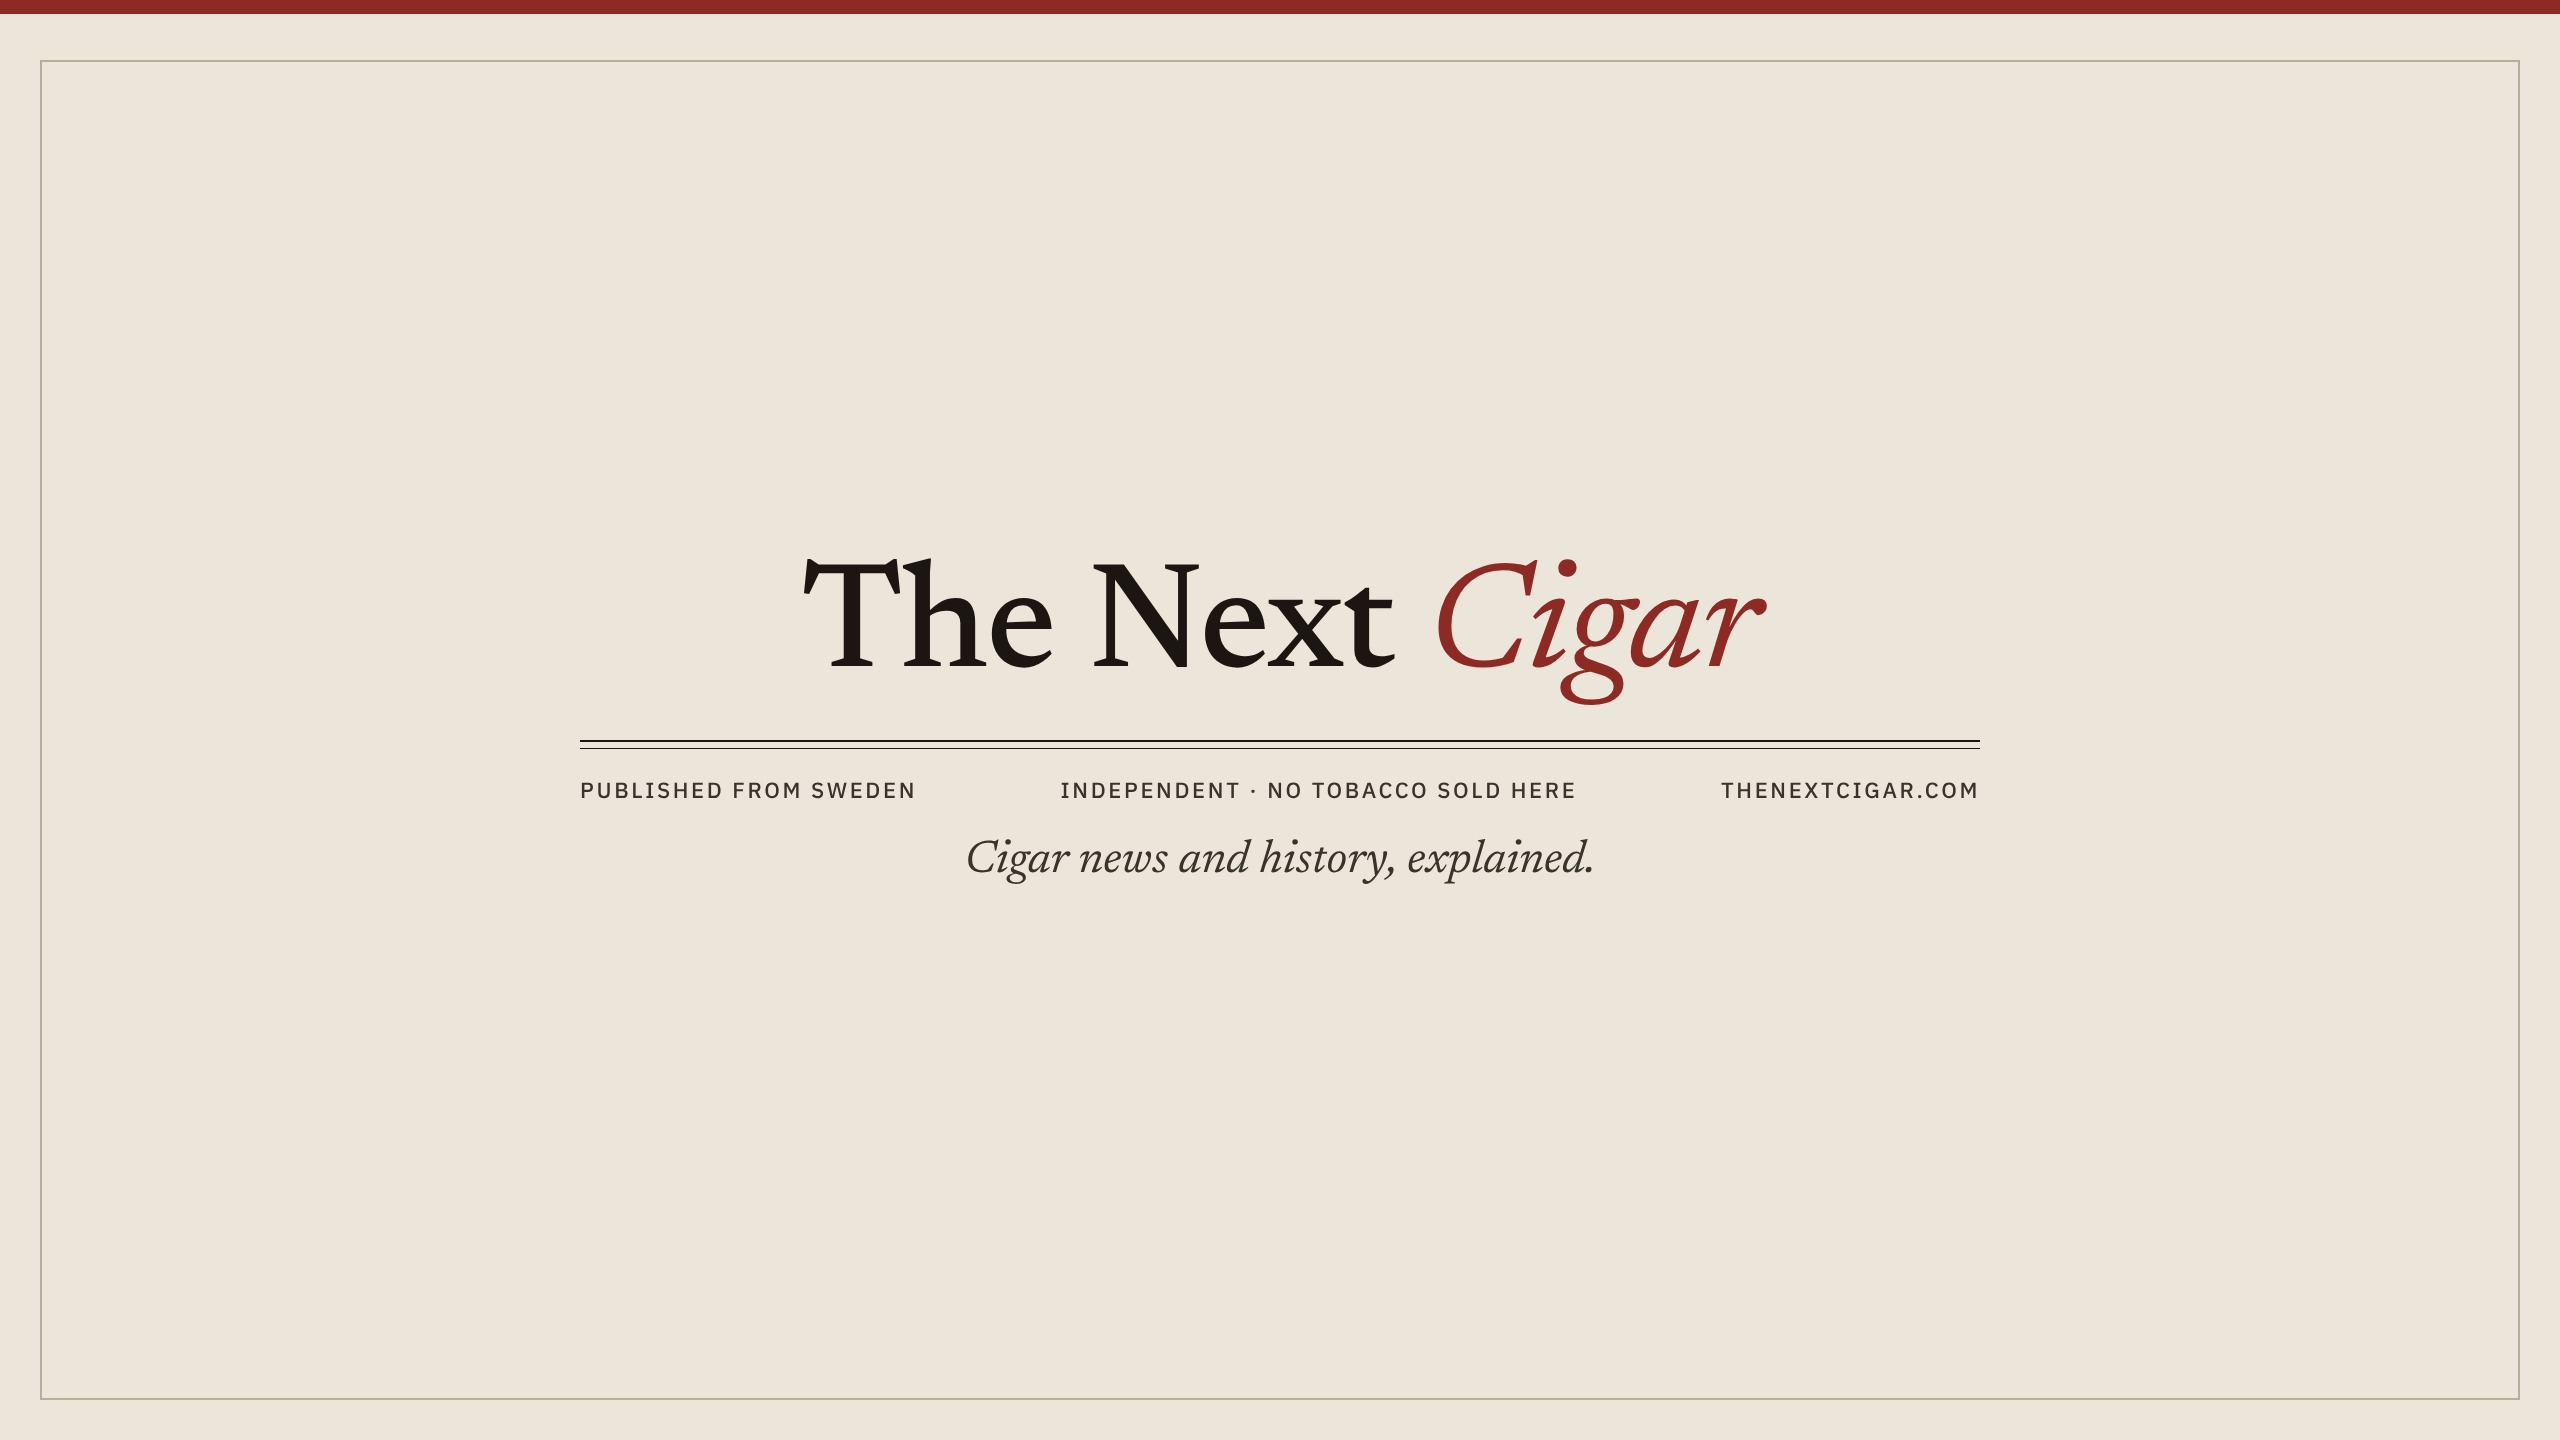 The Next Cigar
PUBLISHED FROM SWEDEN
INDEPENDENT · NO TOBACCO SOLD HERE
THENEXTCIGAR.COM
Cigar news and history, explained.